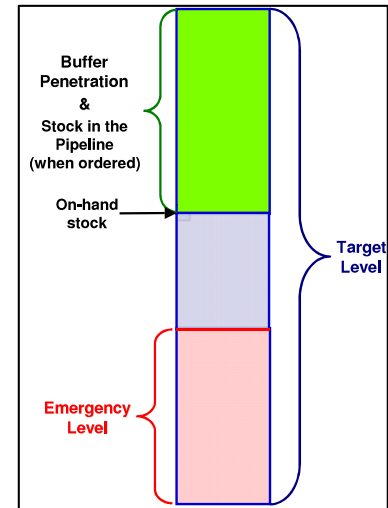 Buffer
Penetration
&
Stock in the
Pipeline
(when ordered)
On-hand
stock
Target
Level
Emergency
Level